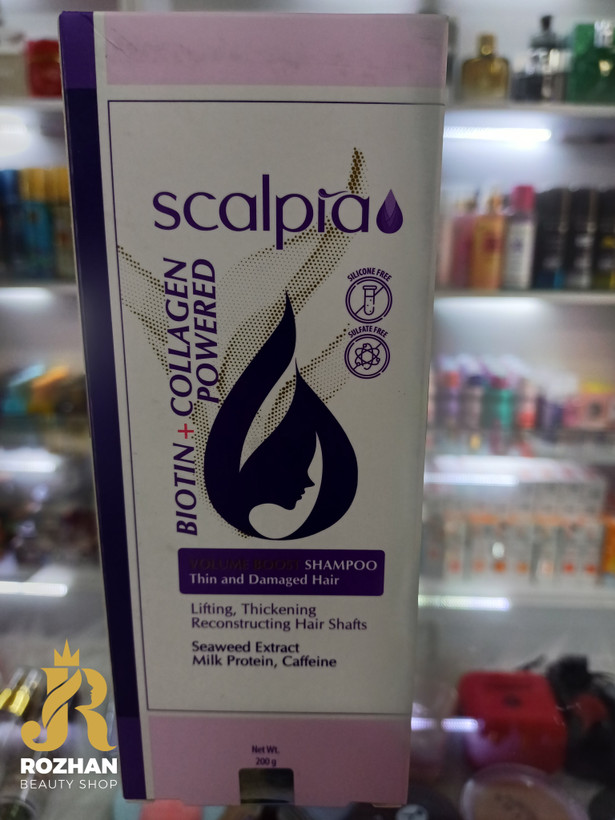 scalpia
SILICONE FREE
SULFATE FREE
BIOTIN + COLLAGEN
POWERED
VOLUME BOOST SHAMPOO
Thin and Damaged Hair
Lifting, Thickening
Reconstructing Hair Shafts
Seaweed Extract
Milk Protein, Caffeine
Net Wt.
200 g
ROZHAN
BEAUTY SHOP